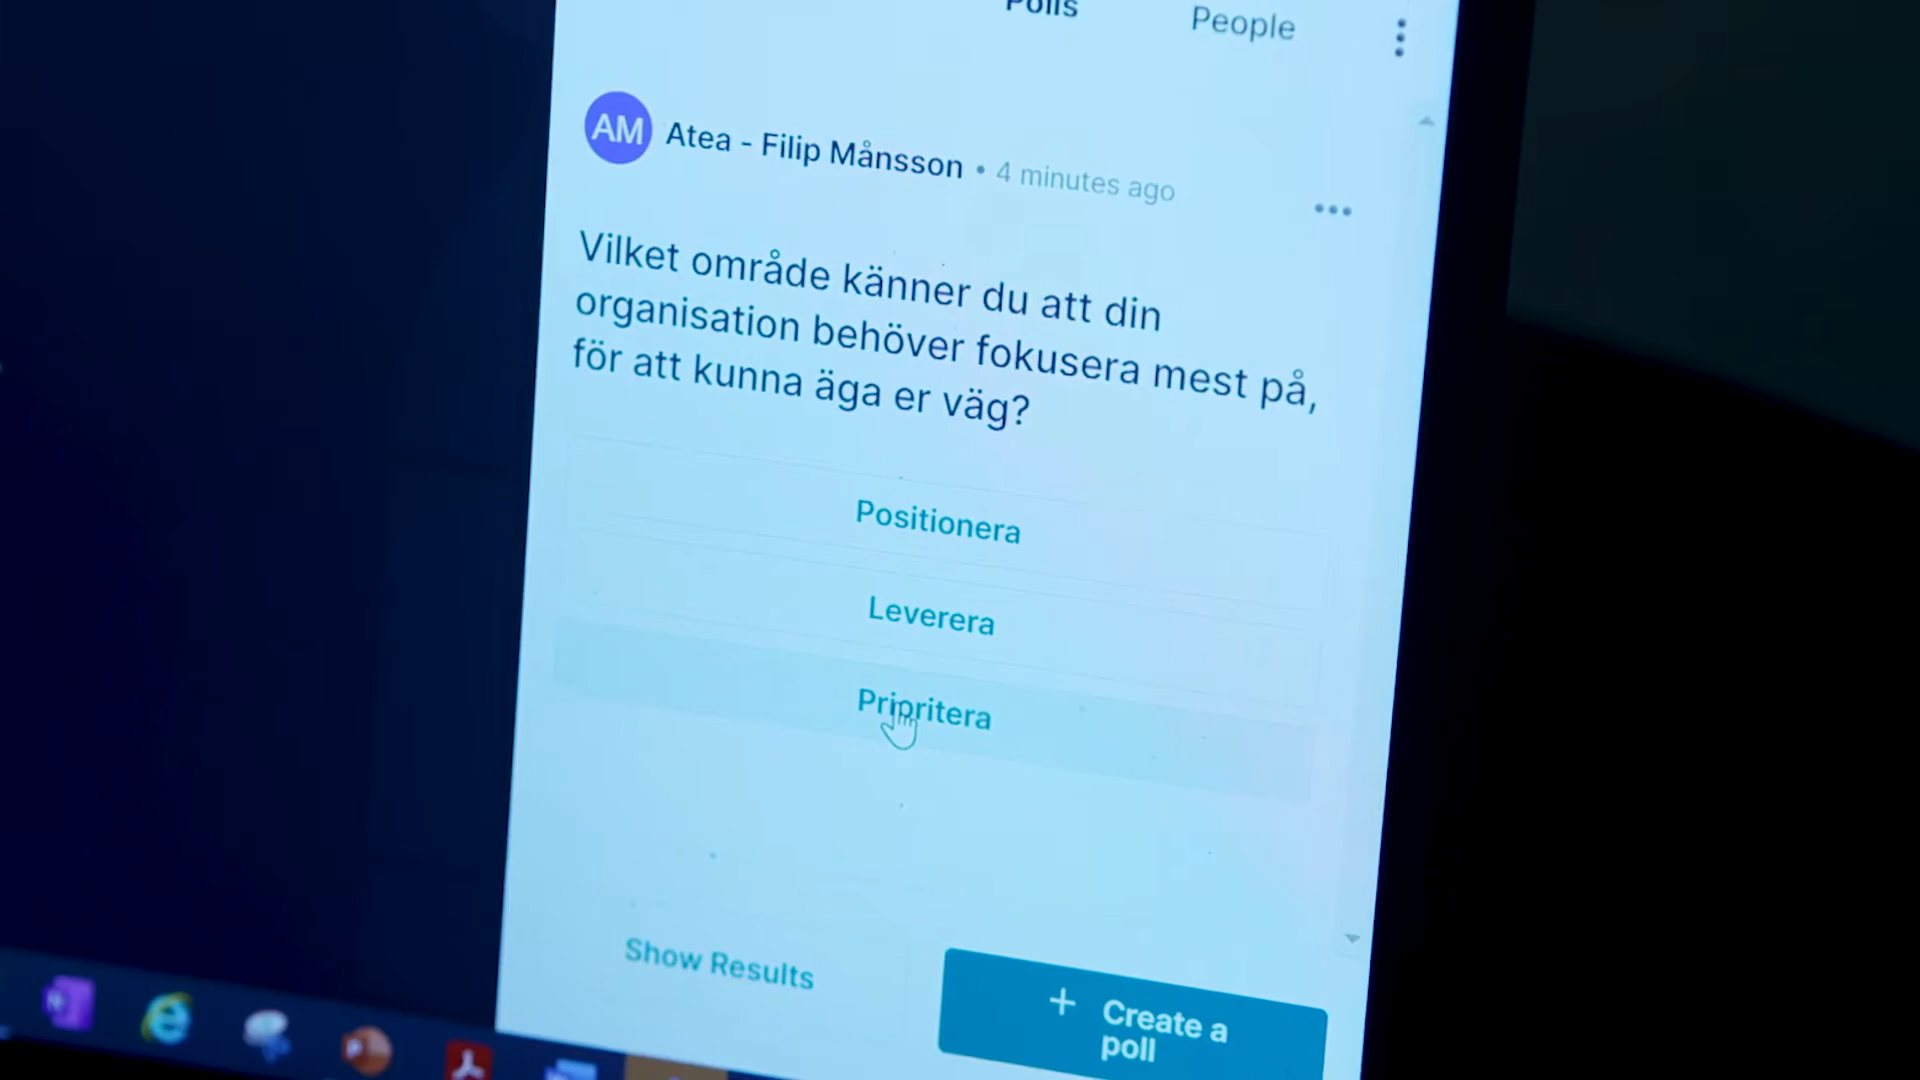 Polls
People
AM
Atea - Filip Månsson • 4 minutes ago
Vilket område känner du att din
organisation behöver fokusera mest på,
för att kunna äga er väg?
Positionera
Leverera
Prioritera
Show Results
+ Create a
poll